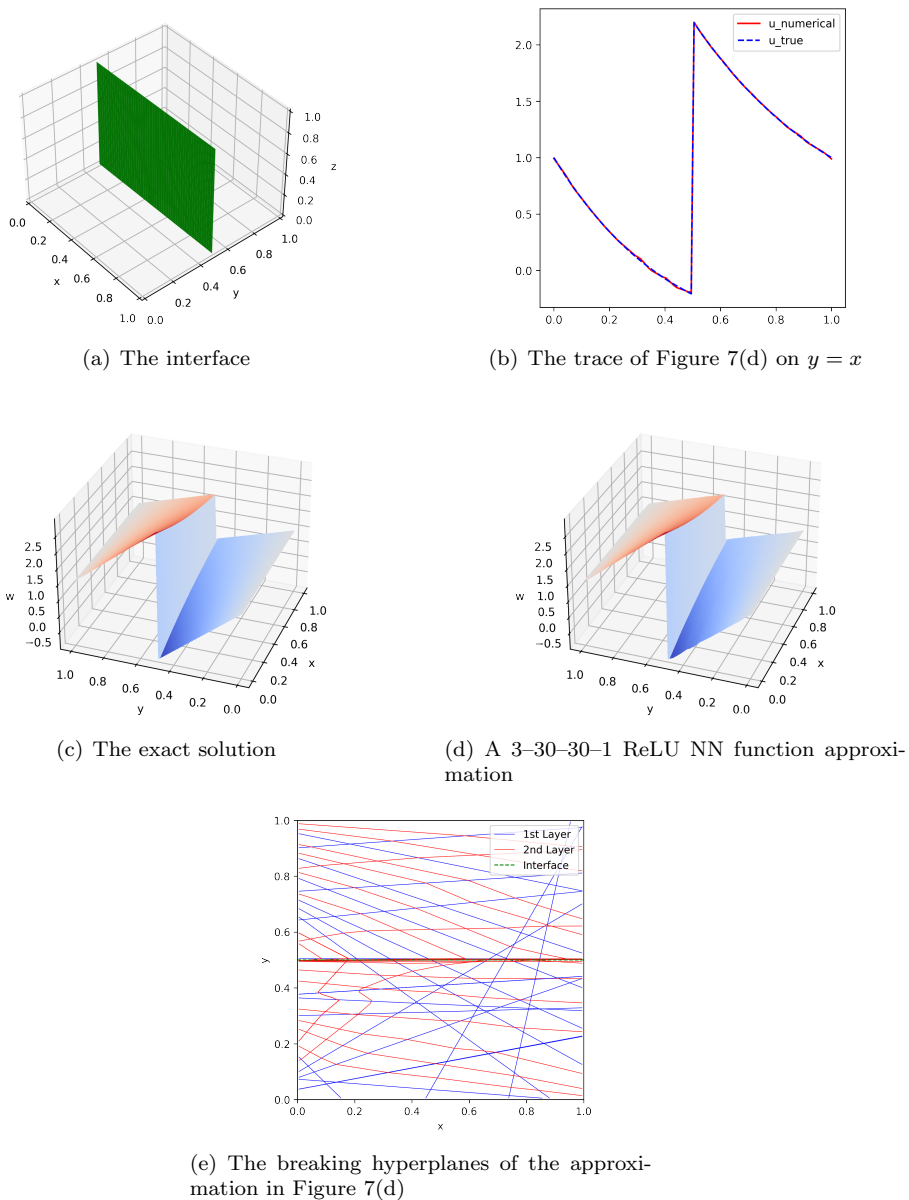 1.0
0.8
0.6
0.4
0.2
0.0
z
0.0
0.2
0.4
0.6
0.8
1.0
x
0.0
0.2
0.4
0.6
0.8
1.0
y
(a) The interface
u_numerical
u_true
2.0
1.5
1.0
0.5
0.0
0.0 0.2 0.4 0.6 0.8 1.0
(b) The trace of Figure 7(d) on y = x
2.5
2.0
1.5
1.0
0.5
0.0
−0.5
w
1.0
0.8
0.6
0.4
0.2
0.0
y
1.0
0.8
0.6
0.4
0.2
0.0
x
(c) The exact solution
2.5
2.0
1.5
1.0
0.5
0.0
−0.5
w
1.0
0.8
0.6
0.4
0.2
0.0
y
1.0
0.8
0.6
0.4
0.2
0.0
x
(d) A 3–30–30–1 ReLU NN function approxi-
mation
1st Layer
2nd Layer
Interface
1.0
0.8
0.6
0.4
0.2
0.0
y
0.0 0.2 0.4 0.6 0.8 1.0
x
(e) The breaking hyperplanes of the approxi-
mation in Figure 7(d)